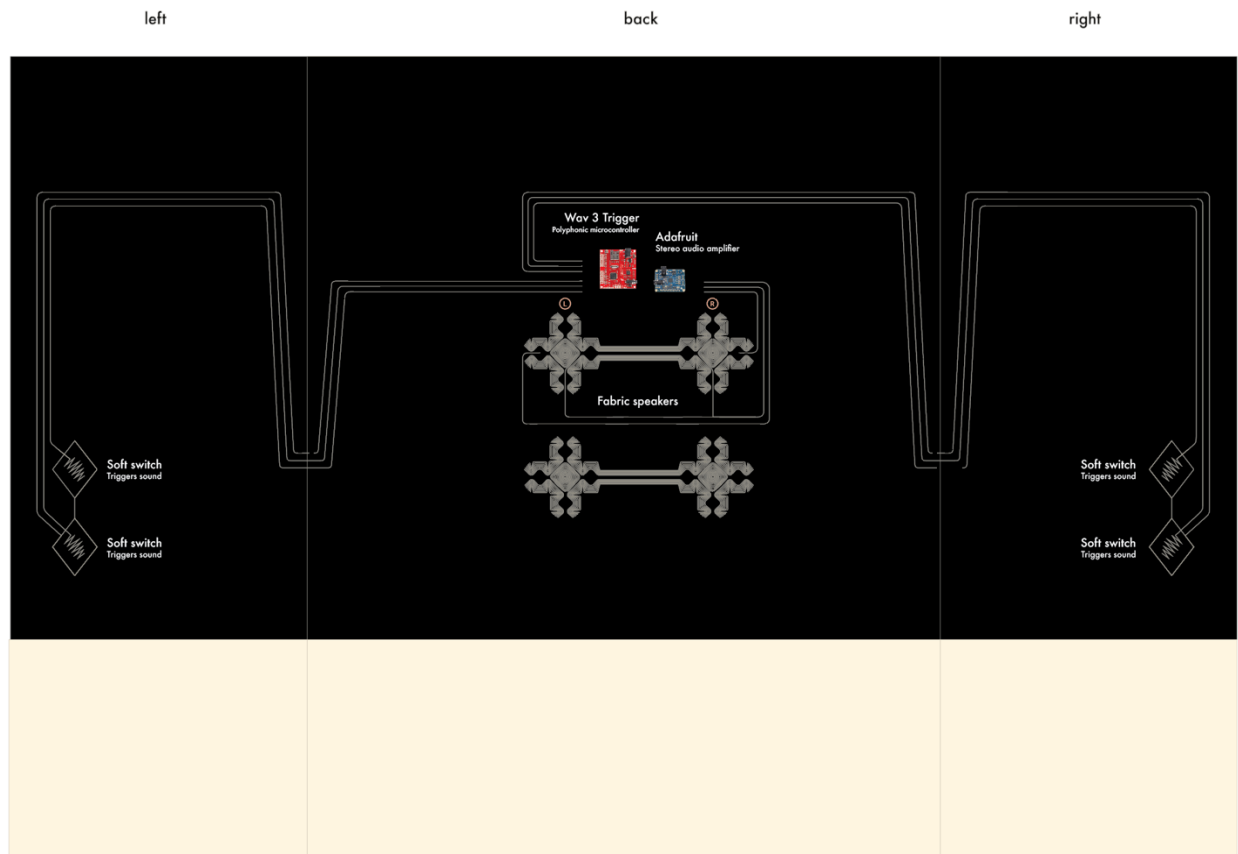 left
back
right
Wav 3 Trigger
Polyphonic microcontroller
Adafruit
Stereo audio amplifier
L
R
Fabric speakers
Soft switch
Triggers sound
Soft switch
Triggers sound
Soft switch
Triggers sound
Soft switch
Triggers sound